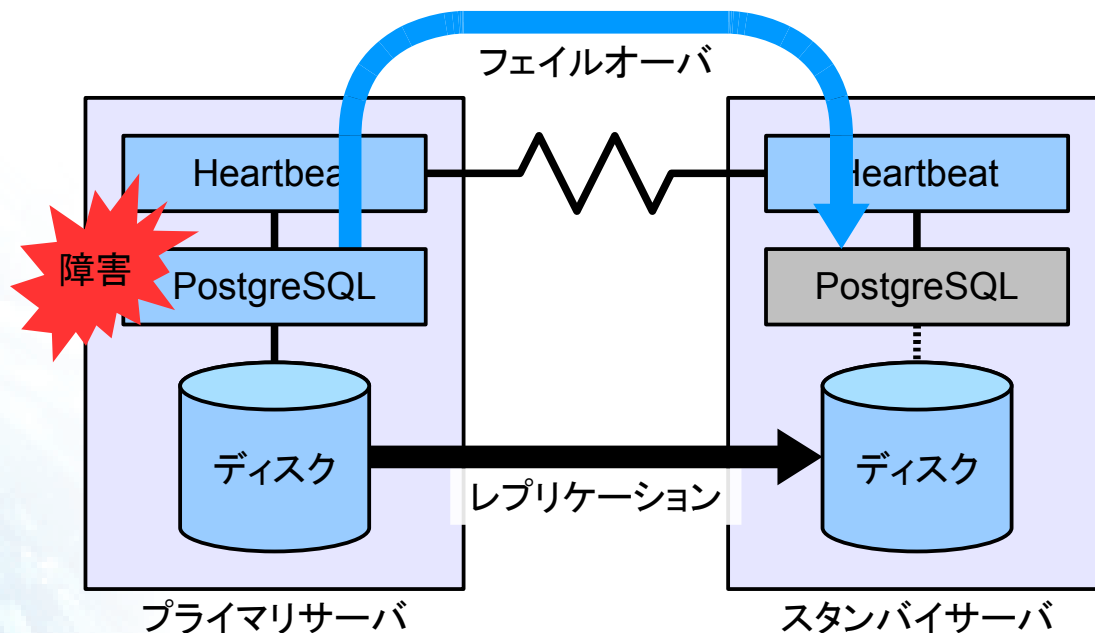 フェイルオーバ
Heartbeat
Heartbeat
障害
PostgreSQL
PostgreSQL
ディスク
ディスク
レプリケーション
プライマリサーバ
スタンバイサーバ